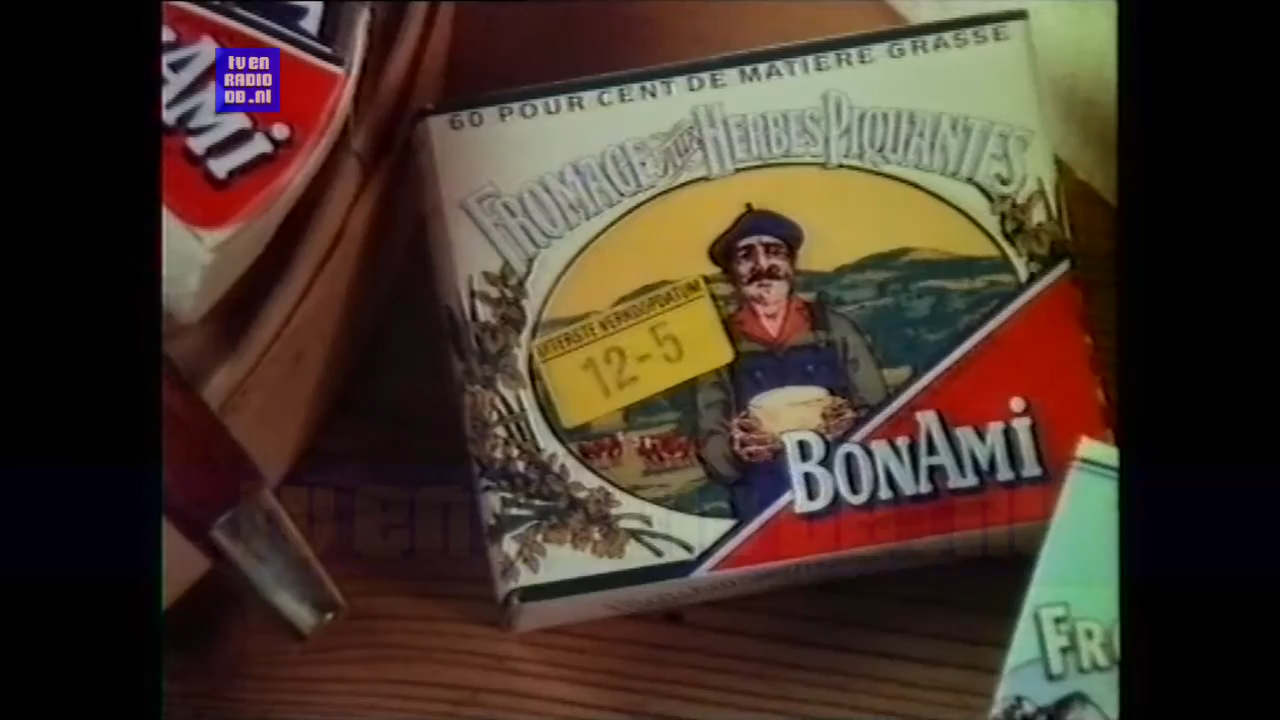 tv en
RADIO
DB.nl
AMi
60 POUR CENT DE MATIERE GRASSE
FROMAGE AUX HERBES PIQUANTES
UITERSTE VERKOOPDATUM
12-5
BONAMi
FR